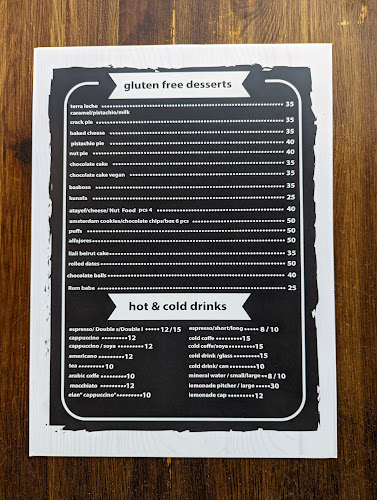 gluten free desserts
terra leche 35
caramel/pistachio/milk
crack pie 35
baked cheese 35
pistachio pie 40
nut pie 40
chocolate cake 35
chocolate cake vegan 35
basbosa 35
kunafa 25
atayef/cheese/ Nut Food pcs 4 40
amsterdam cookies/chocolate chips/box 6 pcs 50
puffs 50
alfajores 50
liali beirut cake 35
rolled dates 50
chocolate balls 40
Rum baba 25
hot & cold drinks
espresso/ Double s/Double l 12 / 15
cappuccino 12
cappuccino / soya 12
americano 12
tea 10
arabic coffe 10
macchiato 12
elan" cappuccino" 10
espresso/short/long 8 / 10
cold coffe 15
cold coffe/soya 15
cold drink /glass 15
cold drink/ can 10
mineral water / small/large 8 / 10
lemonade pitcher / large 30
lemonade cap 12